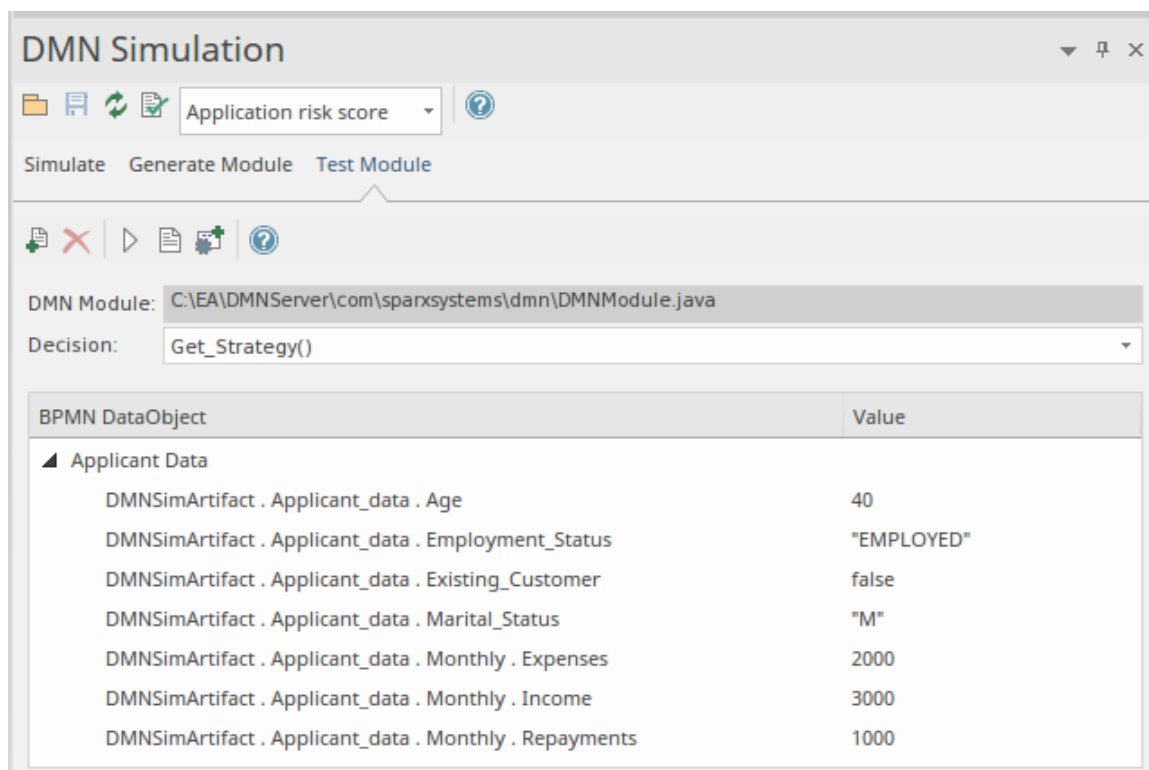 DMN Simulation
Application risk score
Simulate Generate Module Test Module
DMN Module: C:\EA\DMNServer\com\sparxsystems\dmn\DMNModule.java
Decision: Get_Strategy()
BPMN DataObject Value
Applicant Data
DMNSimArtifact . Applicant_data . Age 40
DMNSimArtifact . Applicant_data . Employment_Status "EMPLOYED"
DMNSimArtifact . Applicant_data . Existing_Customer false
DMNSimArtifact . Applicant_data . Marital_Status "M"
DMNSimArtifact . Applicant_data . Monthly . Expenses 2000
DMNSimArtifact . Applicant_data . Monthly . Income 3000
DMNSimArtifact . Applicant_data . Monthly . Repayments 1000